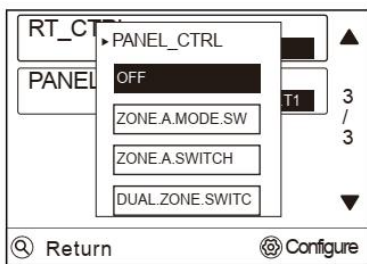 RT_CT
PANEL_CTRL
PANEL
OFF
T1
ZONE.A.MODE.SW
ZONE.A.SWITCH
DUAL.ZONE.SWITC
3
/
3
Return
Configure